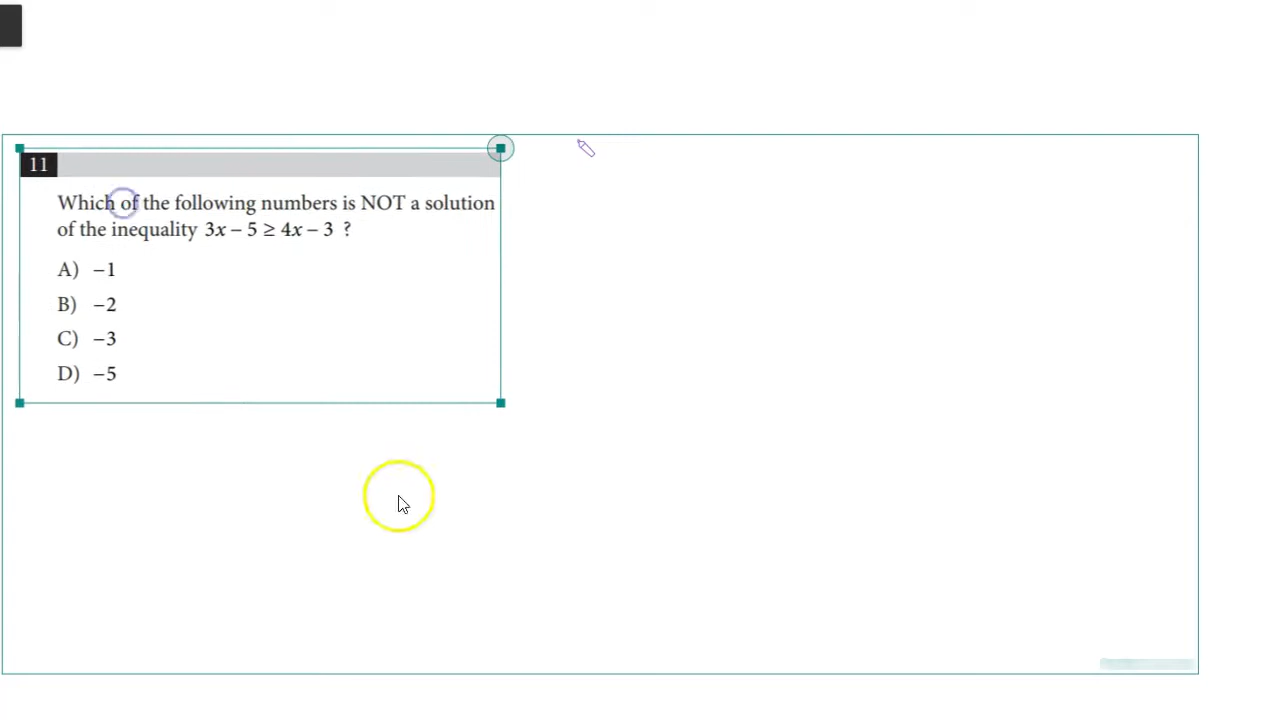 11
Which of the following numbers is NOT a solution
of the inequality 3x − 5 ≥ 4x − 3 ?
A) −1
B) −2
C) −3
D) −5